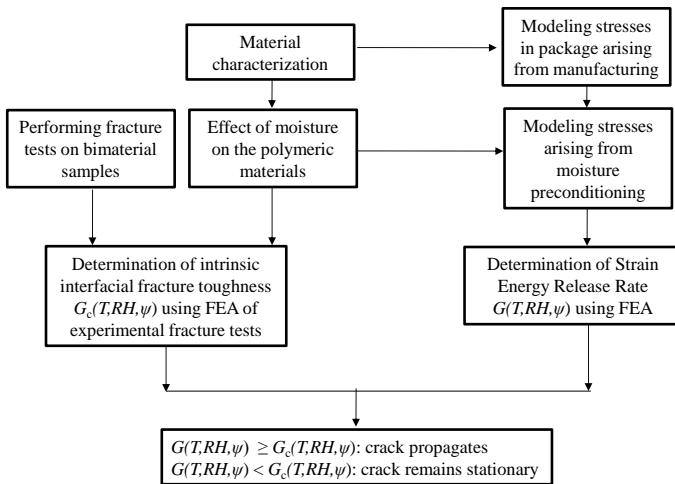 Material
characterization
Modeling stresses
in package arising
from manufacturing
Performing fracture
tests on bimaterial
samples
Effect of moisture
on the polymeric
materials
Modeling stresses
arising from
moisture
preconditioning
Determination of intrinsic
interfacial fracture toughness
G_c(T,RH,ψ) using FEA of
experimental fracture tests
Determination of Strain
Energy Release Rate
G(T,RH,ψ) using FEA
G(T,RH,ψ) ≥ G_c(T,RH,ψ): crack propagates
G(T,RH,ψ) < G_c(T,RH,ψ): crack remains stationary